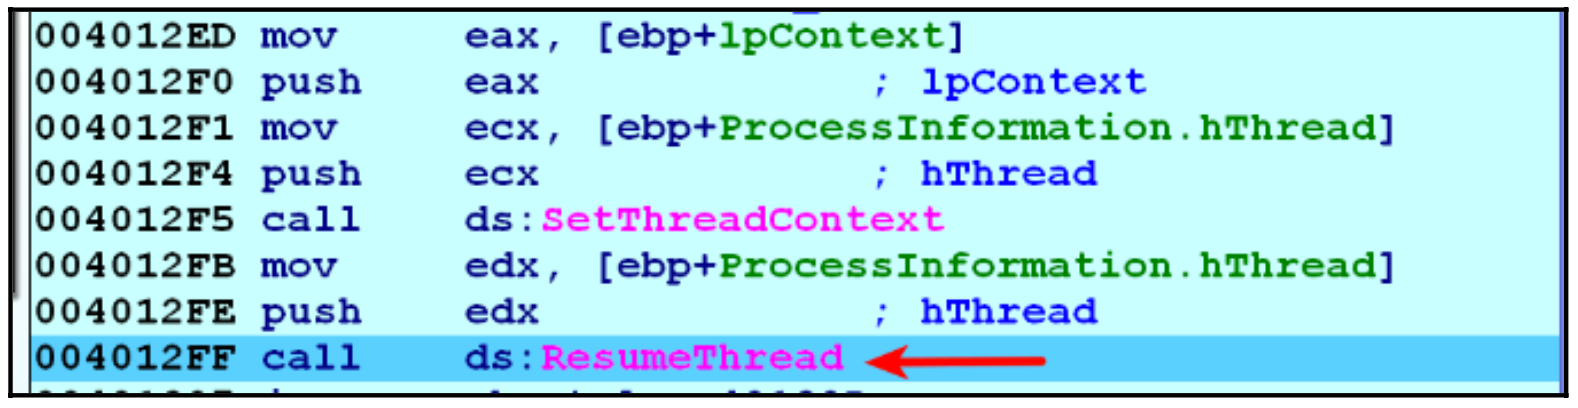 004012ED mov eax, [ebp+lpContext]
004012F0 push eax ; lpContext
004012F1 mov ecx, [ebp+ProcessInformation.hThread]
004012F4 push ecx ; hThread
004012F5 call ds:SetThreadContext
004012FB mov edx, [ebp+ProcessInformation.hThread]
004012FE push edx ; hThread
004012FF call ds:ResumeThread